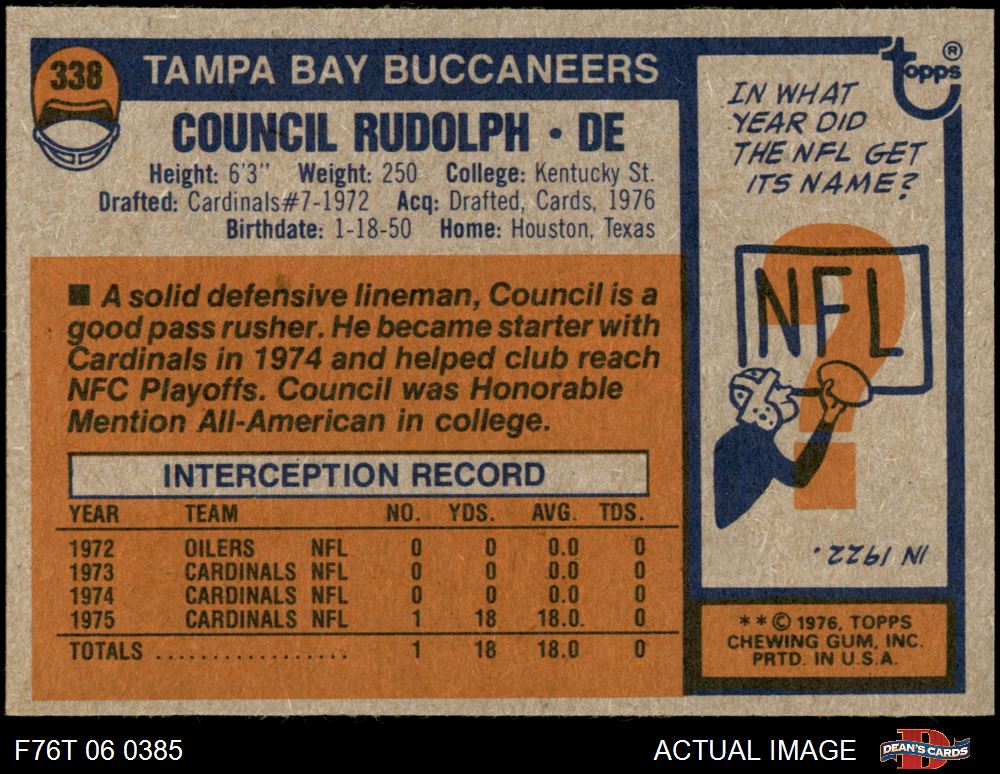 338
TAMPA BAY BUCCANEERS
COUNCIL RUDOLPH • DE
Height: 6'3" Weight: 250 College: Kentucky St.
Drafted: Cardinals#7-1972 Acq: Drafted, Cards, 1976
Birthdate: 1-18-50 Home: Houston, Texas
■ A solid defensive lineman, Council is a
good pass rusher. He became starter with
Cardinals in 1974 and helped club reach
NFC Playoffs. Council was Honorable
Mention All-American in college.
INTERCEPTION RECORD
YEAR TEAM NO. YDS. AVG. TDS.
1972 OILERS NFL 0 0 0.0 0
1973 CARDINALS NFL 0 0 0.0 0
1974 CARDINALS NFL 0 0 0.0 0
1975 CARDINALS NFL 1 18 18.0. 0
TOTALS .................. 1 18 18.0 0
topps®
IN WHAT
YEAR DID
THE NFL GET
ITS NAME?
NFL
?
IN 1922.
**© 1976, TOPPS
CHEWING GUM, INC.
PRTD. IN U.S.A.
F76T 06 0385
ACTUAL IMAGE
DEAN'S CARDS